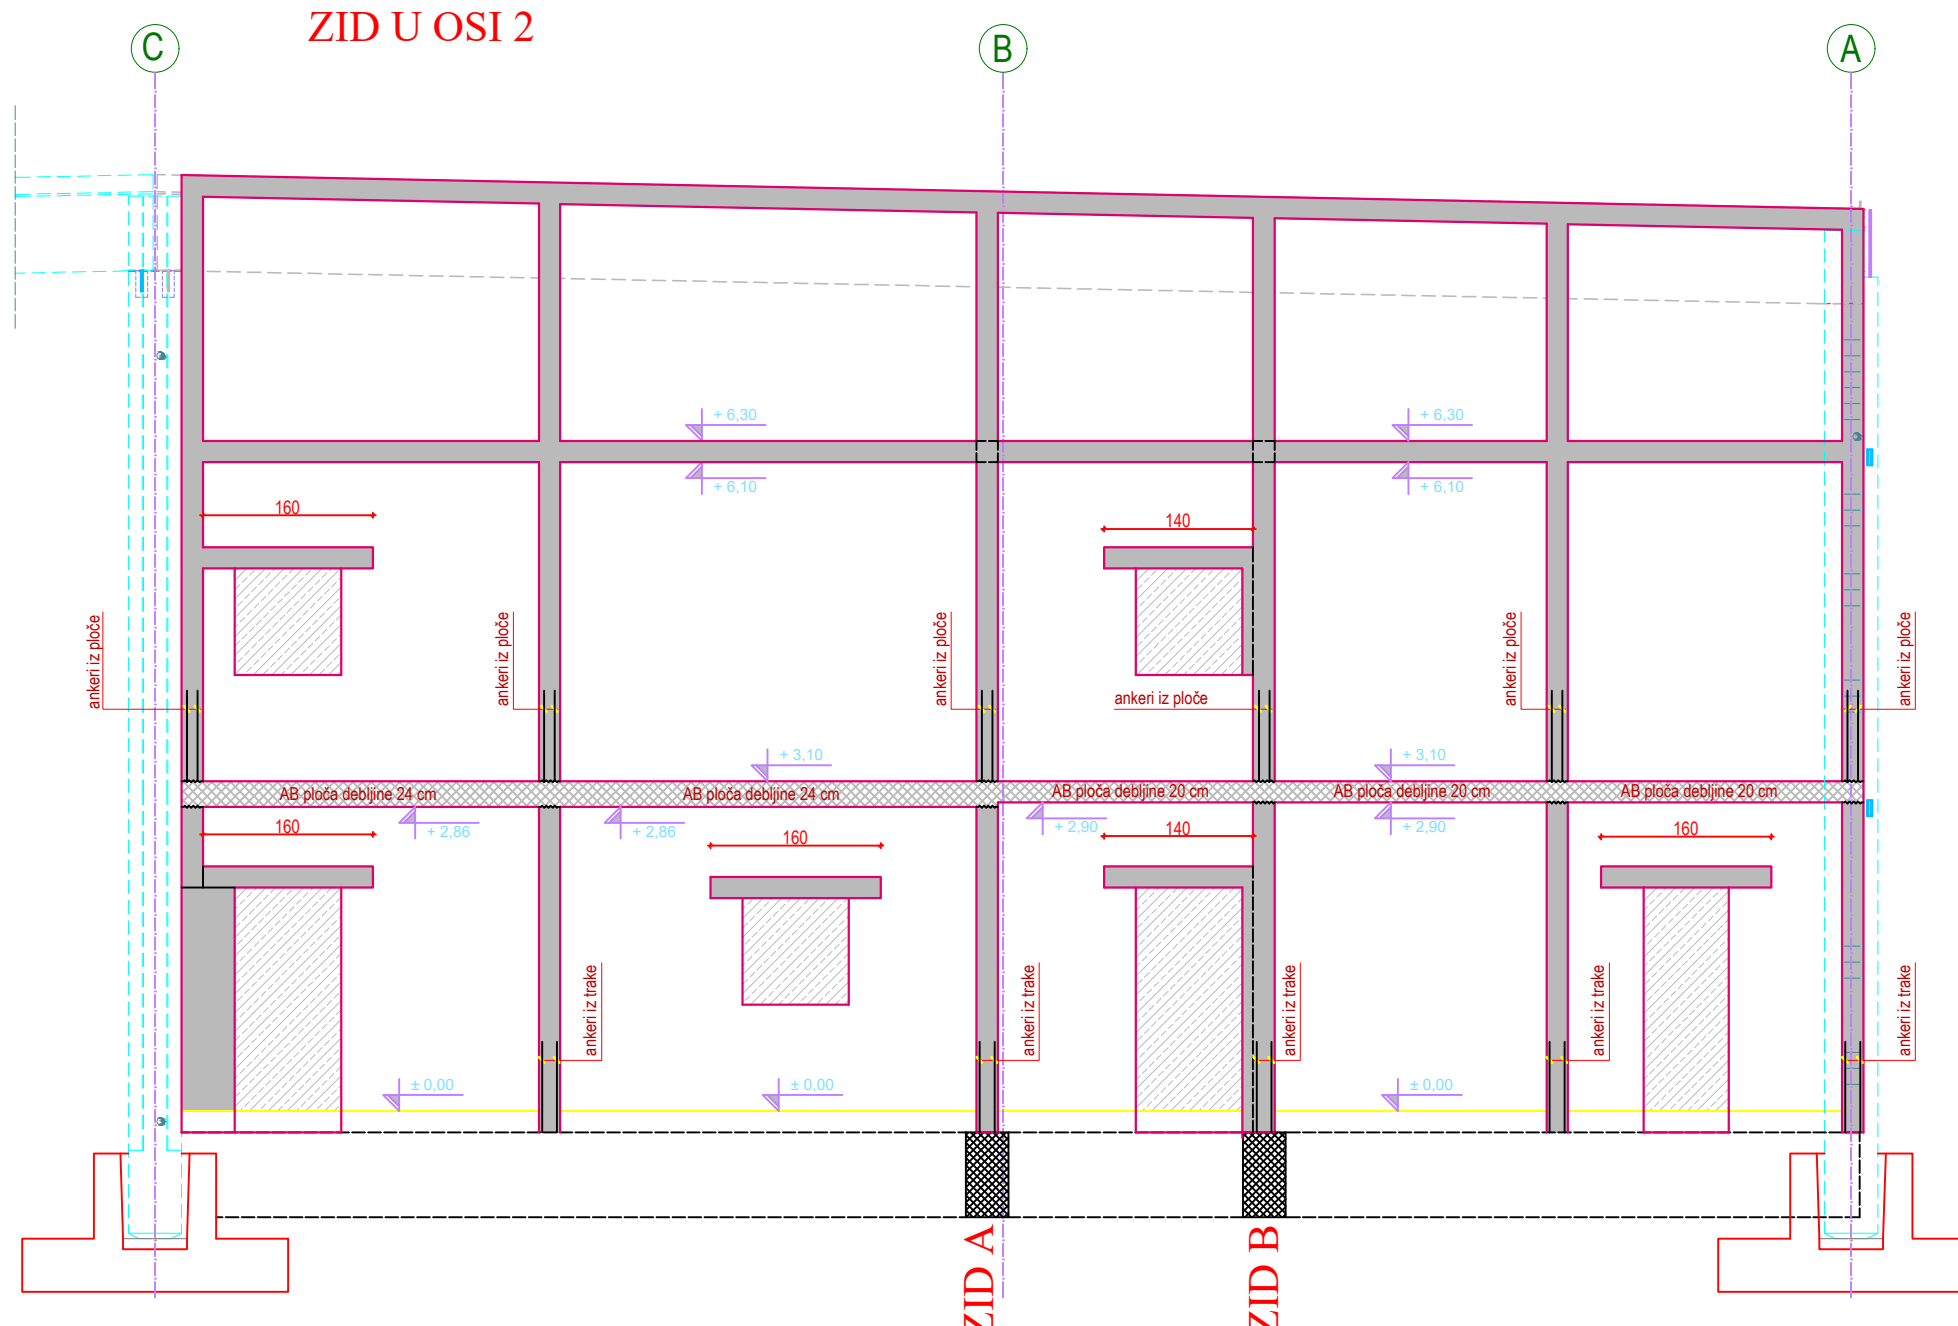 ZID U OSI 2
C
B
A
+ 6,30
+ 6,30
+ 6,10
+ 6,10
160
140
ankeri iz ploče
ankeri iz ploče
ankeri iz ploče
ankeri iz ploče
ankeri iz ploče
ankeri iz ploče
+ 3,10
+ 3,10
AB ploča debljine 24 cm
AB ploča debljine 24 cm
AB ploča debljine 20 cm
AB ploča debljine 20 cm
AB ploča debljine 20 cm
+ 2,86
+ 2,86
+ 2,90
+ 2,90
160
160
140
160
ankeri iz trake
ankeri iz trake
ankeri iz trake
ankeri iz trake
ankeri iz trake
± 0,00
± 0,00
± 0,00
ZID A
ZID B